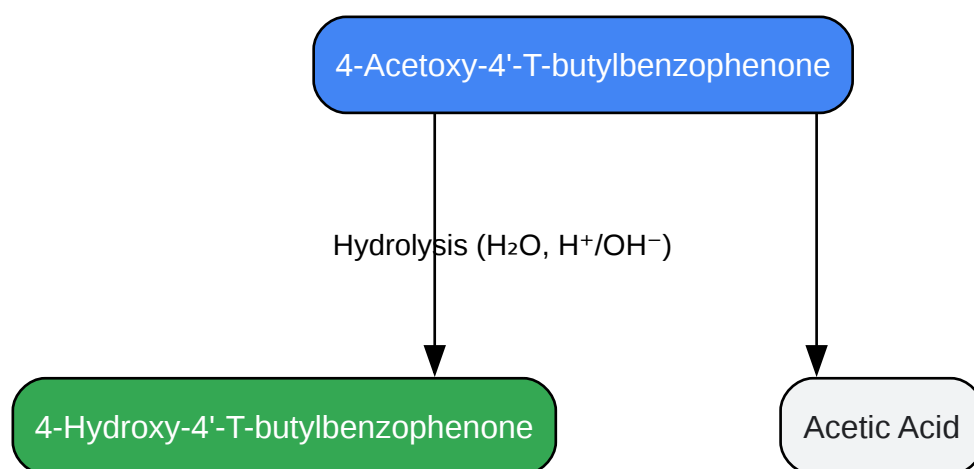 4-Acetoxy-4'-T-butylbenzophenone
Hydrolysis (H₂O, H⁺/OH⁻)
4-Hydroxy-4'-T-butylbenzophenone
Acetic Acid